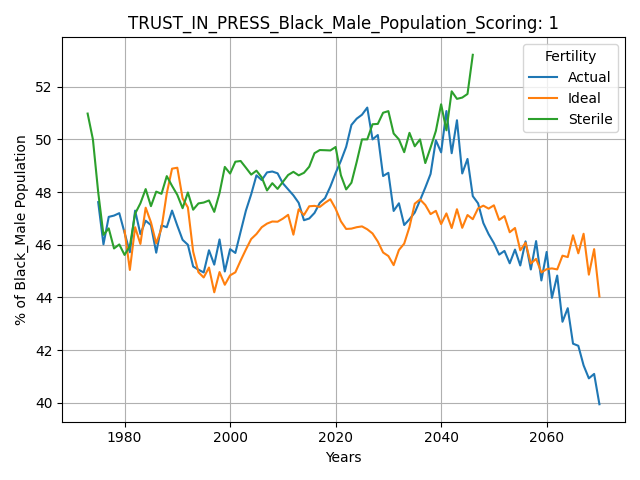 TRUST_IN_PRESS_Black_Male_Population_Scoring: 1
Fertility
Actual
Ideal
Sterile
% of Black_Male Population
52
50
48
46
44
42
40
1980
2000
2020
2040
2060
Years